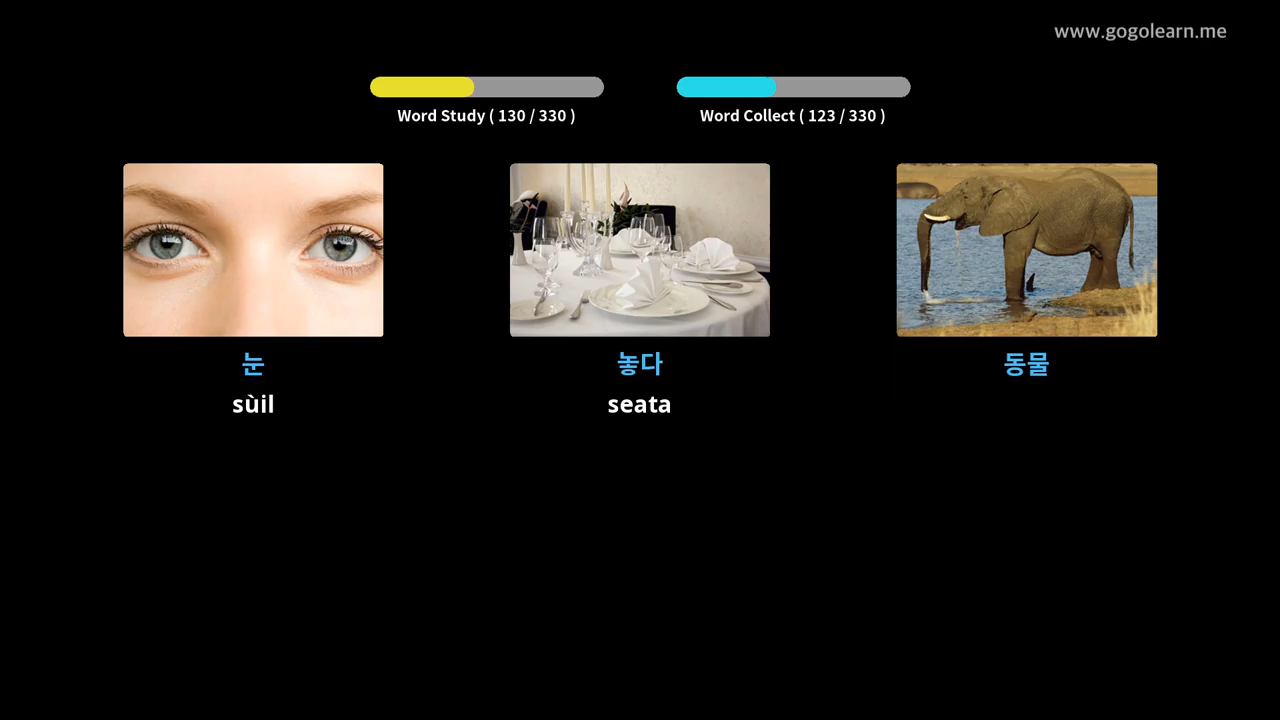 www.gogolearn.me
Word Study ( 130 / 330 )
Word Collect ( 123 / 330 )
눈
놓다
동물
sùil
seata